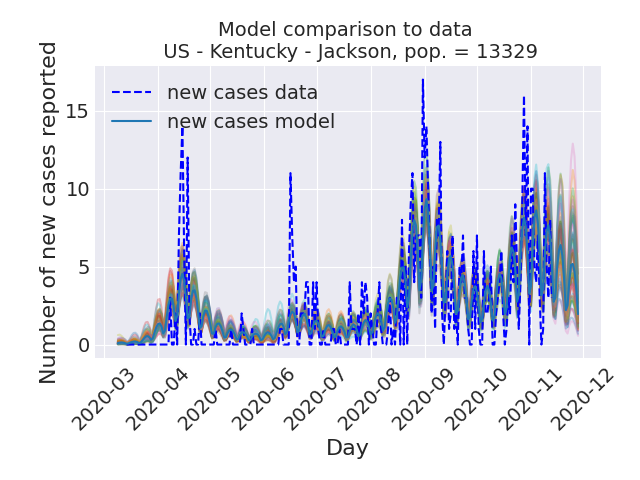 Model comparison to data
US - Kentucky - Jackson, pop. = 13329
Number of new cases reported
15
10
5
0
new cases data
new cases model
2020-03
2020-04
2020-05
2020-06
2020-07
2020-08
2020-09
2020-10
2020-11
2020-12
Day